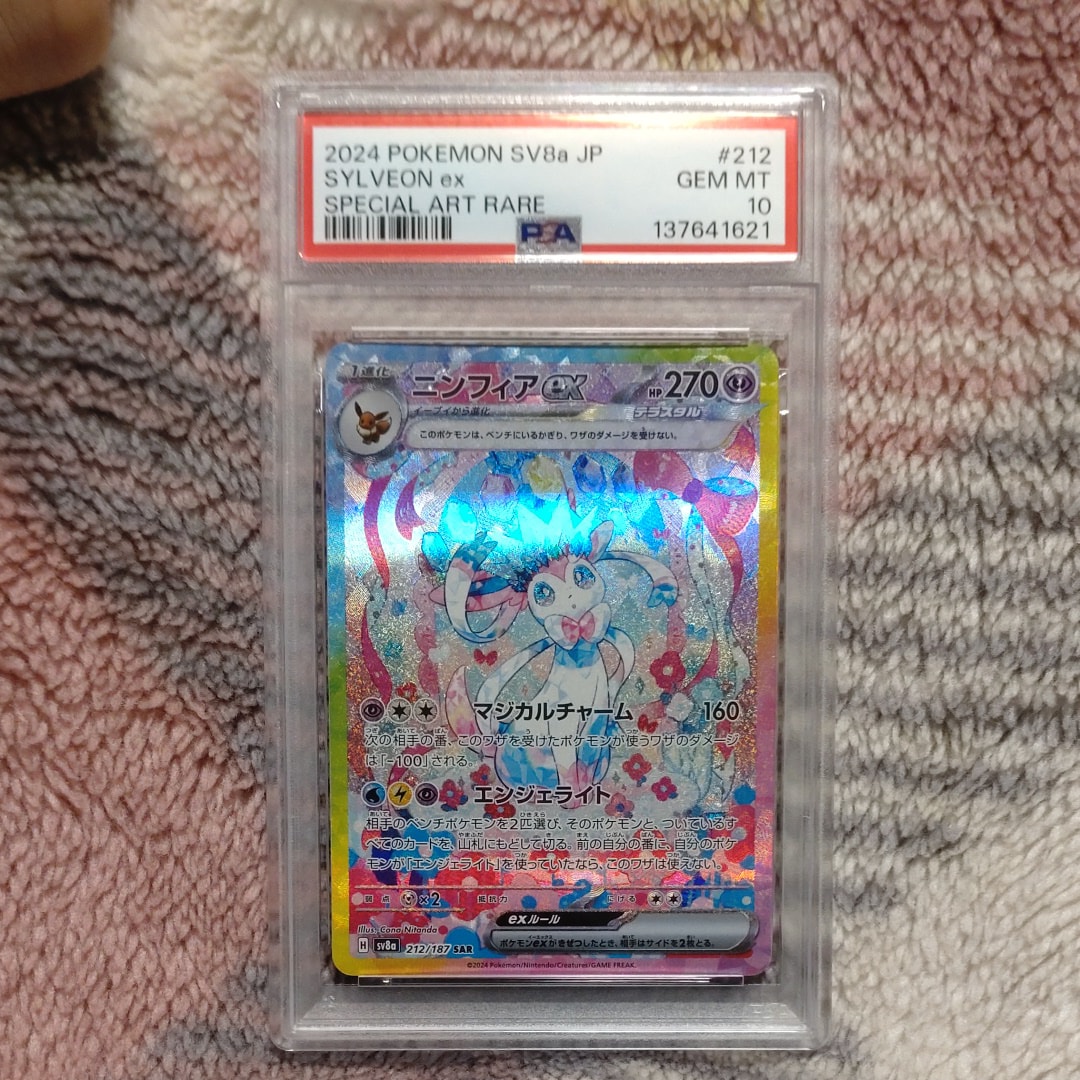 2024 POKEMON SV8a JP #212
SYLVEON ex GEM MT
SPECIAL ART RARE 10
PSA 137641621
1進化 ニンフィアex HP270
イーブイから進化 テラスタル
このポケモンは、ベンチにいるかぎり、ワザのダメージを受けない。
マジカルチャーム 160
次の相手の番、このワザを受けたポケモンが使うワザのダメージ
は「-100」される。
エンジェライト
相手のベンチポケモンを2匹選び、そのポケモンと、ついているす
べてのカードを、山札にもどして切る。前の自分の番に、自分のポケ
モンが「エンジェライト」を使っていたなら、このワザは使えない。
弱点 ×2 抵抗力 にげる
exルール
ポケモンexがきぜつしたとき、相手はサイドを2枚とる。
Illus. Cona Nitanda
H sv8a 212/187 SAR
©2024 Pokémon/Nintendo/Creatures/GAME FREAK.